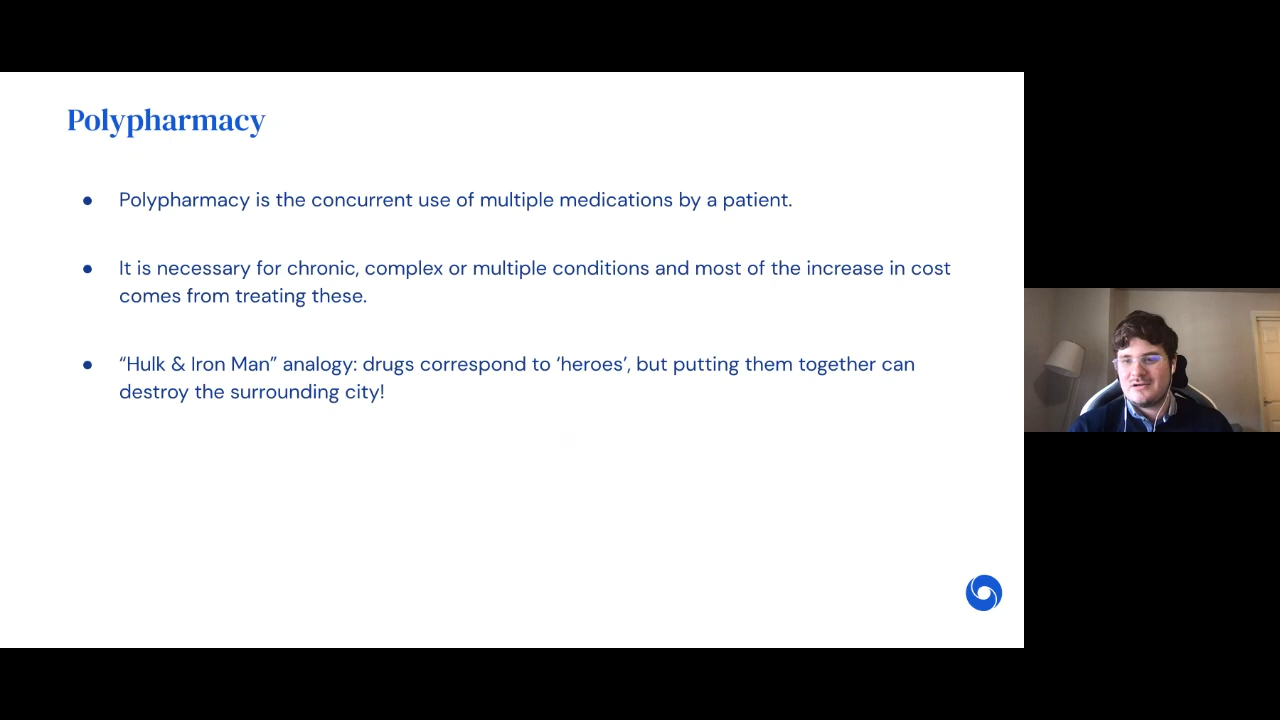 Polypharmacy
● Polypharmacy is the concurrent use of multiple medications by a patient.
● It is necessary for chronic, complex or multiple conditions and most of the increase in cost
comes from treating these.
● “Hulk & Iron Man” analogy: drugs correspond to ‘heroes’, but putting them together can
destroy the surrounding city!